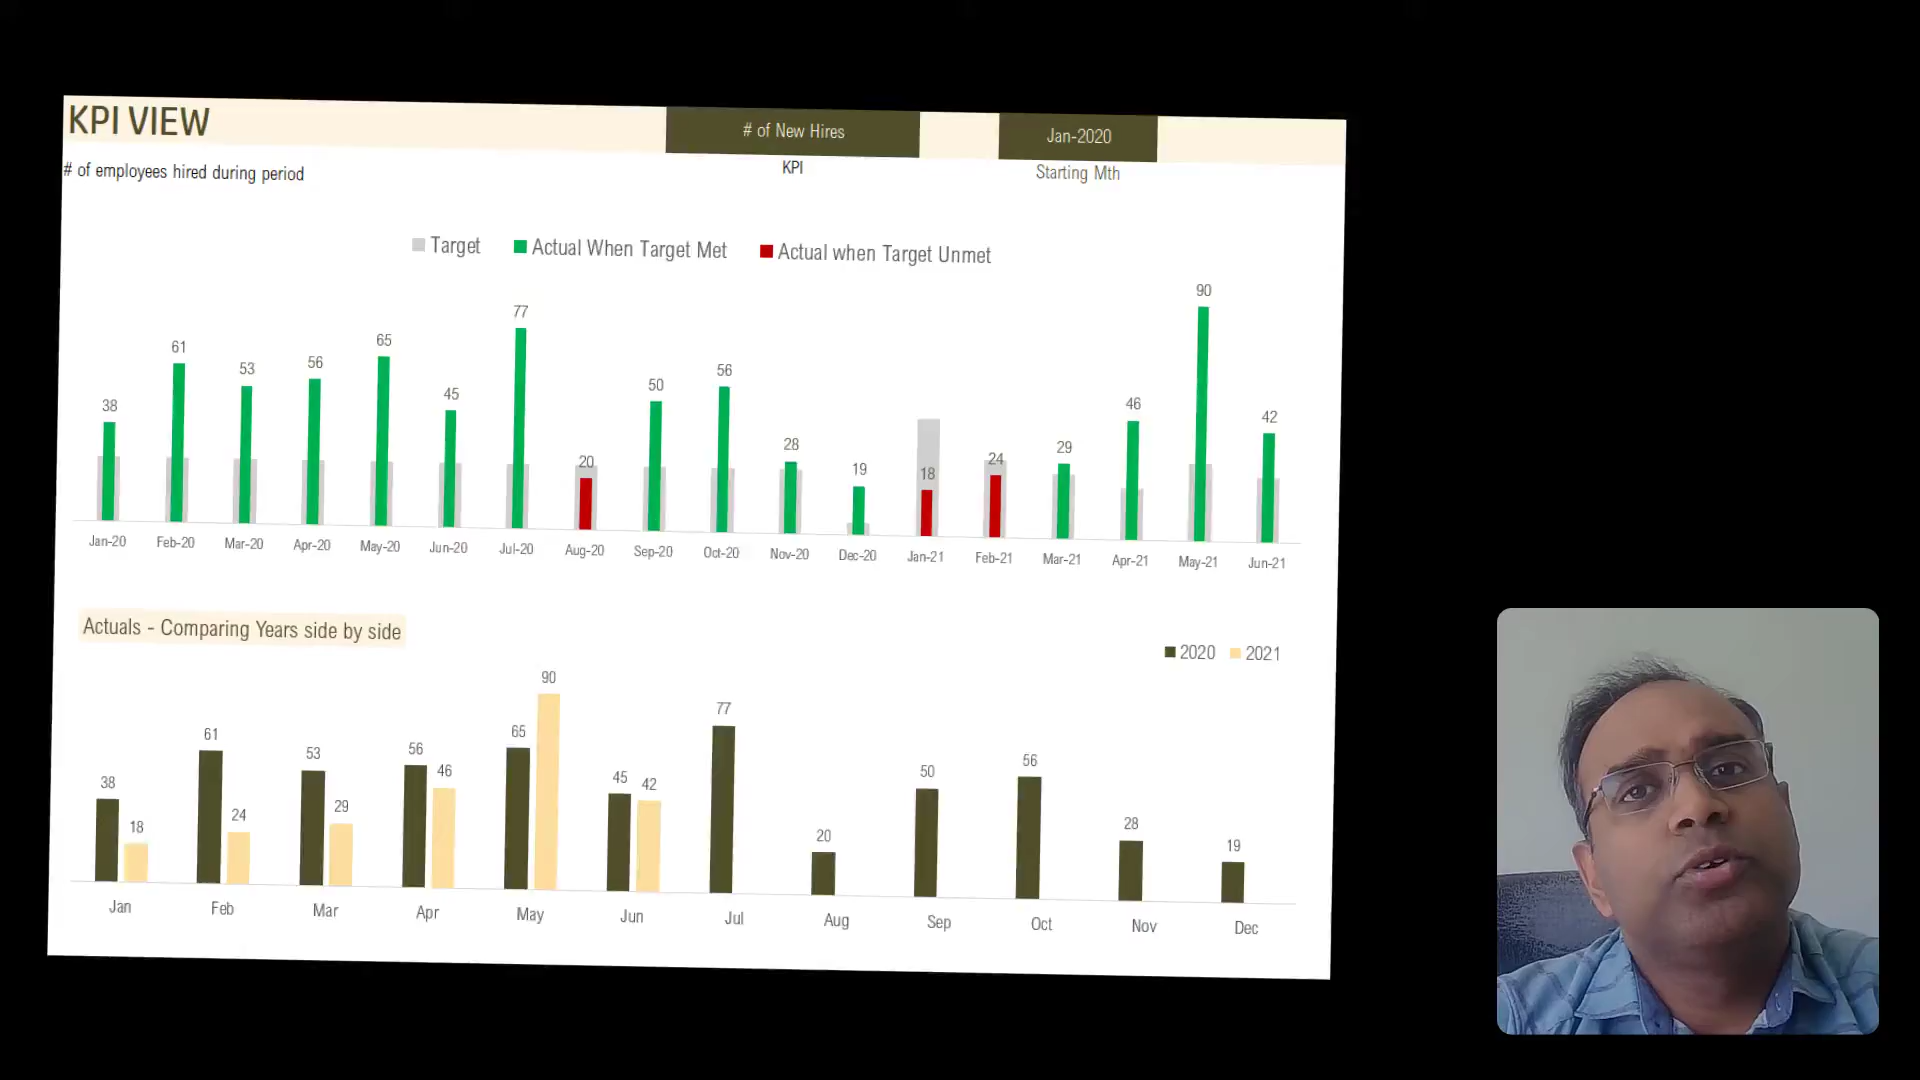 KPI VIEW
# of New Hires
Jan-2020
# of employees hired during period
KPI
Starting Mth
Target
Actual When Target Met
Actual when Target Unmet
38
61
53
56
65
45
77
20
50
56
28
19
18
24
29
46
90
42
Jan-20
Feb-20
Mar-20
Apr-20
May-20
Jun-20
Jul-20
Aug-20
Sep-20
Oct-20
Nov-20
Dec-20
Jan-21
Feb-21
Mar-21
Apr-21
May-21
Jun-21
Actuals - Comparing Years side by side
2020
2021
38
18
61
24
53
29
56
46
65
90
45
42
77
20
50
56
28
19
Jan
Feb
Mar
Apr
May
Jun
Jul
Aug
Sep
Oct
Nov
Dec